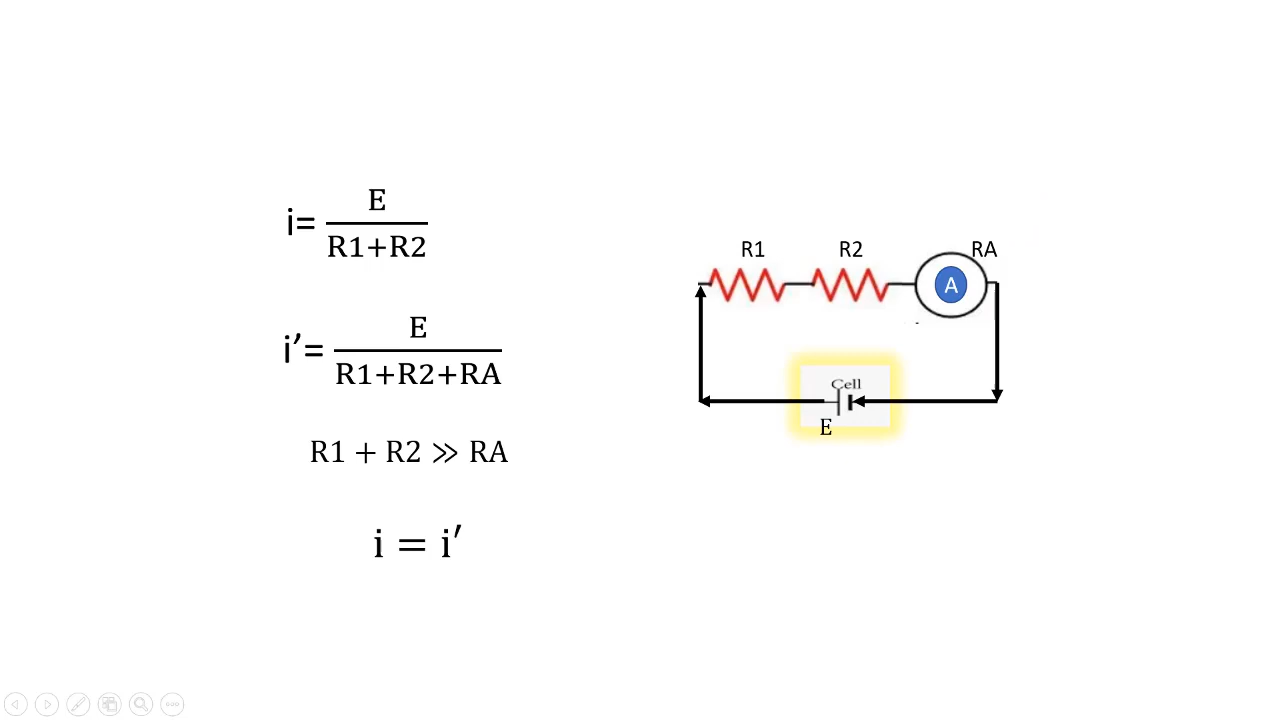 i= E/R1+R2
i’= E/R1+R2+RA
R1 + R2 ≫ RA
i = i′
R1 R2 RA
A
Cell
E